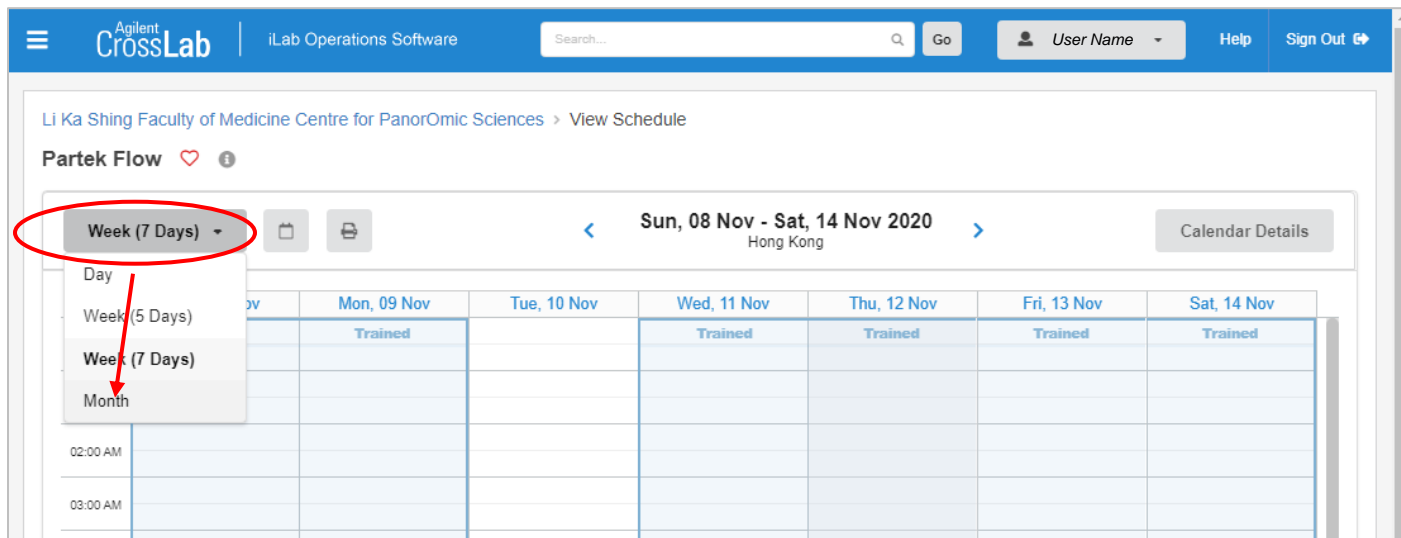 Agilent
CrossLab
iLab Operations Software
Search...
Go
User Name
Help
Sign Out
Li Ka Shing Faculty of Medicine Centre for PanorOmic Sciences > View Schedule
Partek Flow
Week (7 Days)
Sun, 08 Nov - Sat, 14 Nov 2020
Hong Kong
Calendar Details
Day
Week (5 Days)
Week (7 Days)
Month
ov Mon, 09 Nov Tue, 10 Nov Wed, 11 Nov Thu, 12 Nov Fri, 13 Nov Sat, 14 Nov
Trained Trained Trained Trained Trained
02:00 AM
03:00 AM